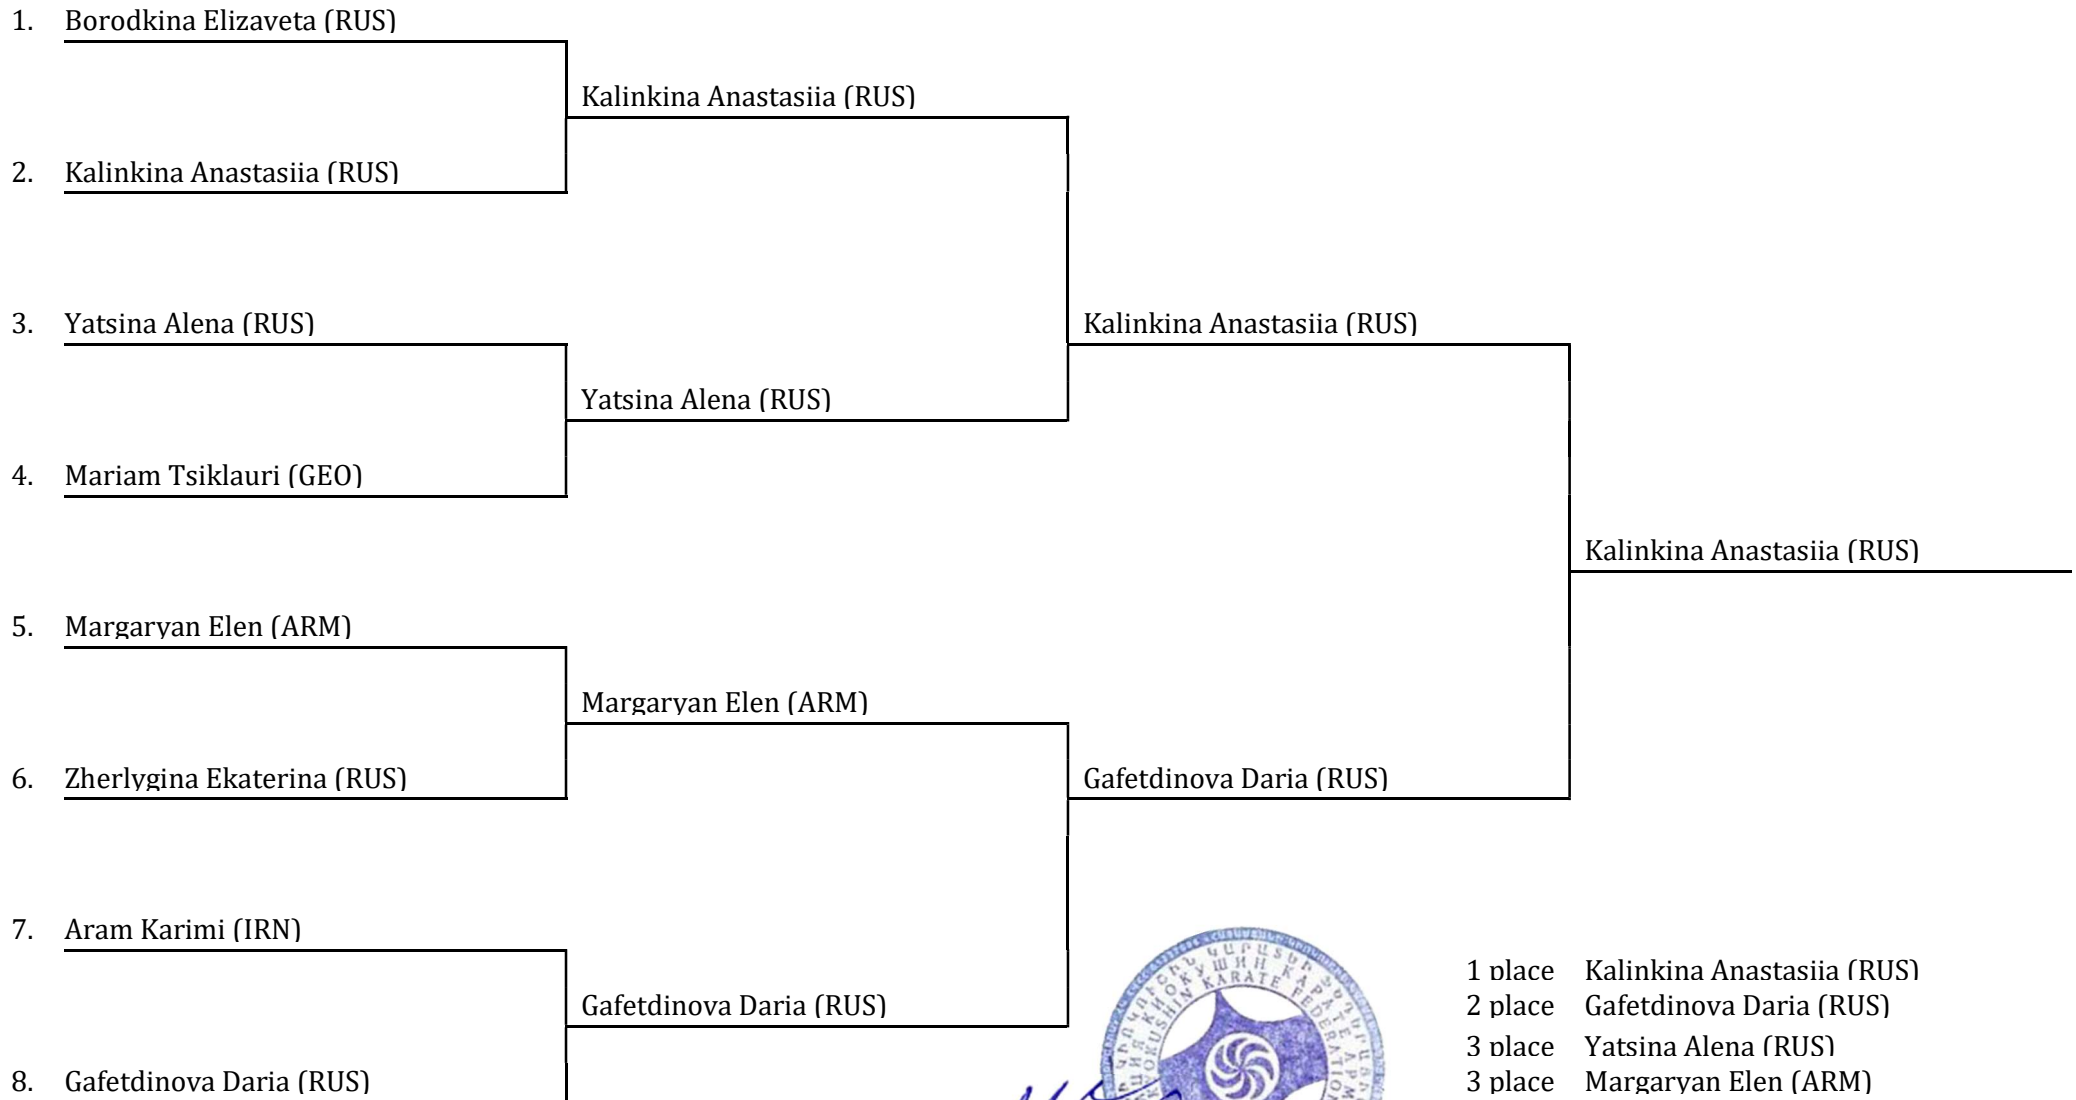 1. Borodkina Elizaveta (RUS)
Kalinkina Anastasiia (RUS)
2. Kalinkina Anastasiia (RUS)
3. Yatsina Alena (RUS)
Kalinkina Anastasiia (RUS)
Yatsina Alena (RUS)
4. Mariam Tsiklauri (GEO)
Kalinkina Anastasiia (RUS)
5. Margaryan Elen (ARM)
Margaryan Elen (ARM)
6. Zherlygina Ekaterina (RUS)
Gafetdinova Daria (RUS)
7. Aram Karimi (IRN)
Gafetdinova Daria (RUS)
8. Gafetdinova Daria (RUS)
KARATE FEDERATION
1 place Kalinkina Anastasiia (RUS)
2 place Gafetdinova Daria (RUS)
3 place Yatsina Alena (RUS)
3 place Margaryan Elen (ARM)